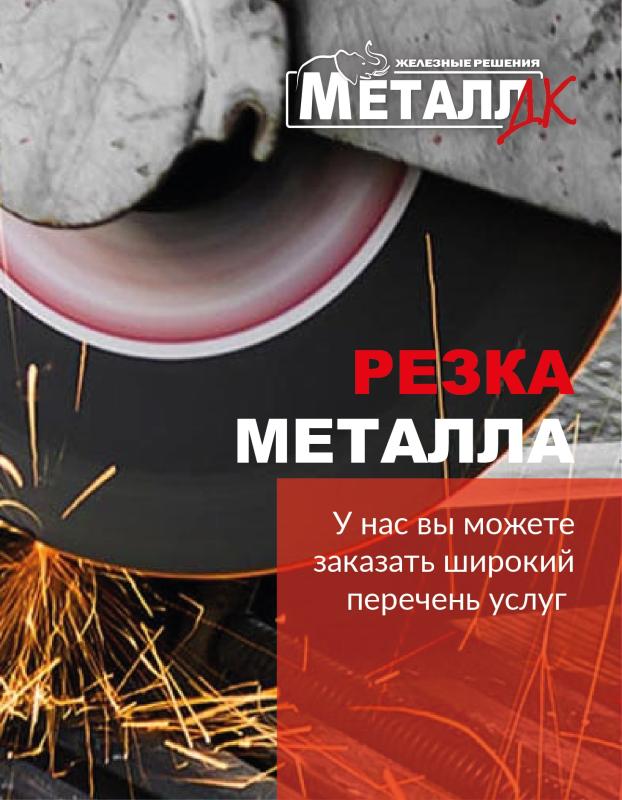 ЖЕЛЕЗНЫЕ РЕШЕНИЯ
МЕТАЛЛДК
РЕЗКА
МЕТАЛЛА
У нас вы можете
заказать широкий
перечень услуг